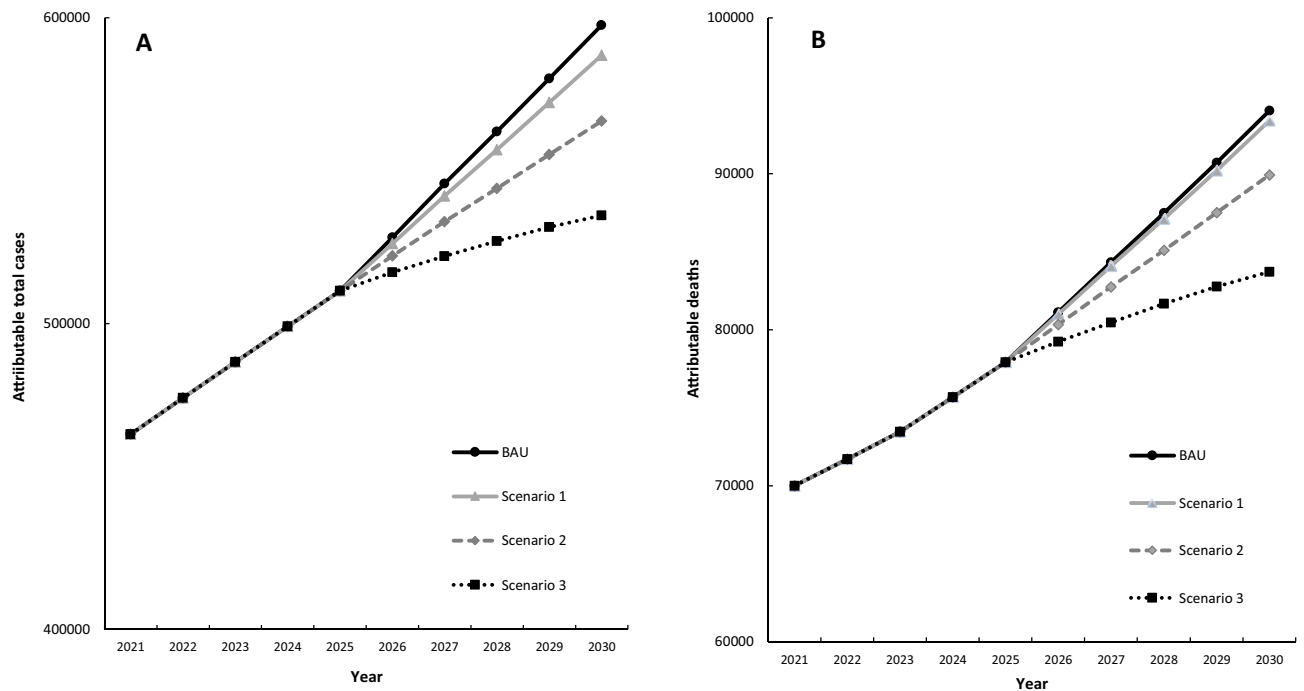 A
Attriibutable total cases
600000
500000
400000
BAU
Scenario 1
Scenario 2
Scenario 3
2021 2022 2023 2024 2025 2026 2027 2028 2029 2030
Year
B
Attributable deaths
100000
90000
80000
70000
60000
BAU
Scenario 1
Scenario 2
Scenario 3
2021 2022 2023 2024 2025 2026 2027 2028 2029 2030
Year